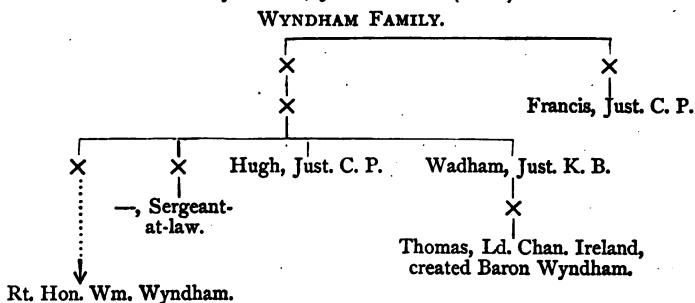 WYNDHAM FAMILY.
Francis, Just. C. P.
Hugh, Just. C. P.
Wadham, Just. K. B.
—, Sergeant-
at-law.
Thomas, Ld. Chan. Ireland,
created Baron Wyndham.
Rt. Hon. Wm. Wyndham.